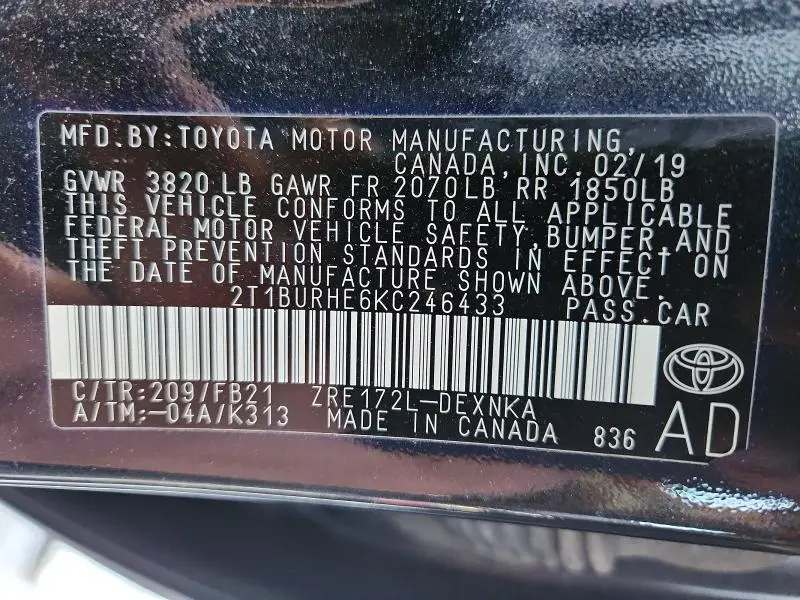 MFD.BY:TOYOTA MOTOR MANUFACTURING,
CANADA,INC.02/19
GVWR 3820LB GAWR FR 2070LB RR 1850LB
THIS VEHICLE CONFORMS TO ALL APPLICABLE
FEDERAL MOTOR VEHICLE SAFETY,BUMPER,AND
THEFT PREVENTION STANDARDS IN EFFECT ON
THE DATE OF MANUFACTURE SHOWN ABOVE.
2T1BURHE6KC246433 PASS.CAR
C/TR:209/FB21 ZRE172L-DEXNKA
A/TM:-04A/K313 MADE IN CANADA 836 AD